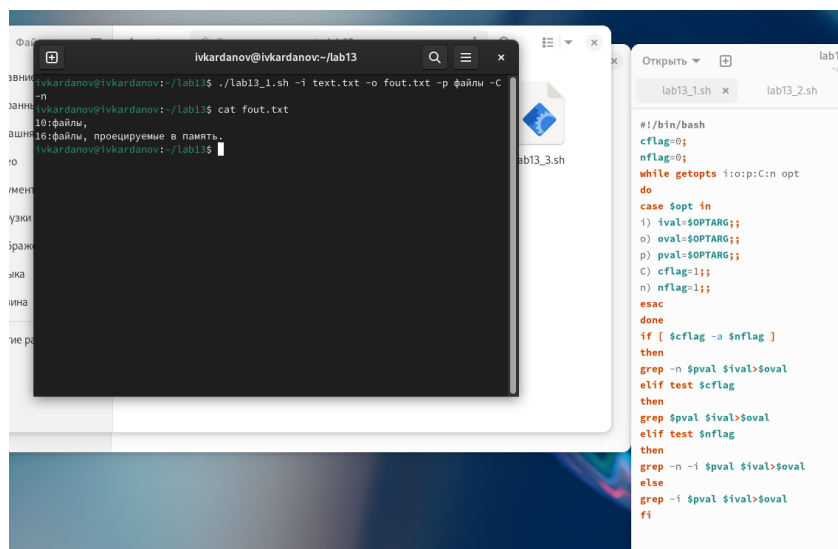 ivkardanov@ivkardanov:~/lab13
ivkardanov@ivkardanov:~/lab13$ ./lab13_1.sh -i text.txt -o fout.txt -p файлы -C
-n
ivkardanov@ivkardanov:~/lab13$ cat fout.txt
10:файлы,
16:файлы, проецируемые в память.
ivkardanov@ivkardanov:~/lab13$
ab13_3.sh
Открыть
lab13_1.sh
lab13_2.sh
#!/bin/bash
cflag=0;
nflag=0;
while getopts i:o:p:C:n opt
do
case $opt in
i) ival=$OPTARG;;
o) oval=$OPTARG;;
p) pval=$OPTARG;;
C) cflag=1;;
n) nflag=1;;
esac
done
if [ $cflag -a $nflag ]
then
grep -n $pval $ival>$oval
elif test $cflag
then
grep $pval $ival>$oval
elif test $nflag
then
grep -n -i $pval $ival>$oval
else
grep -i $pval $ival>$oval
fi